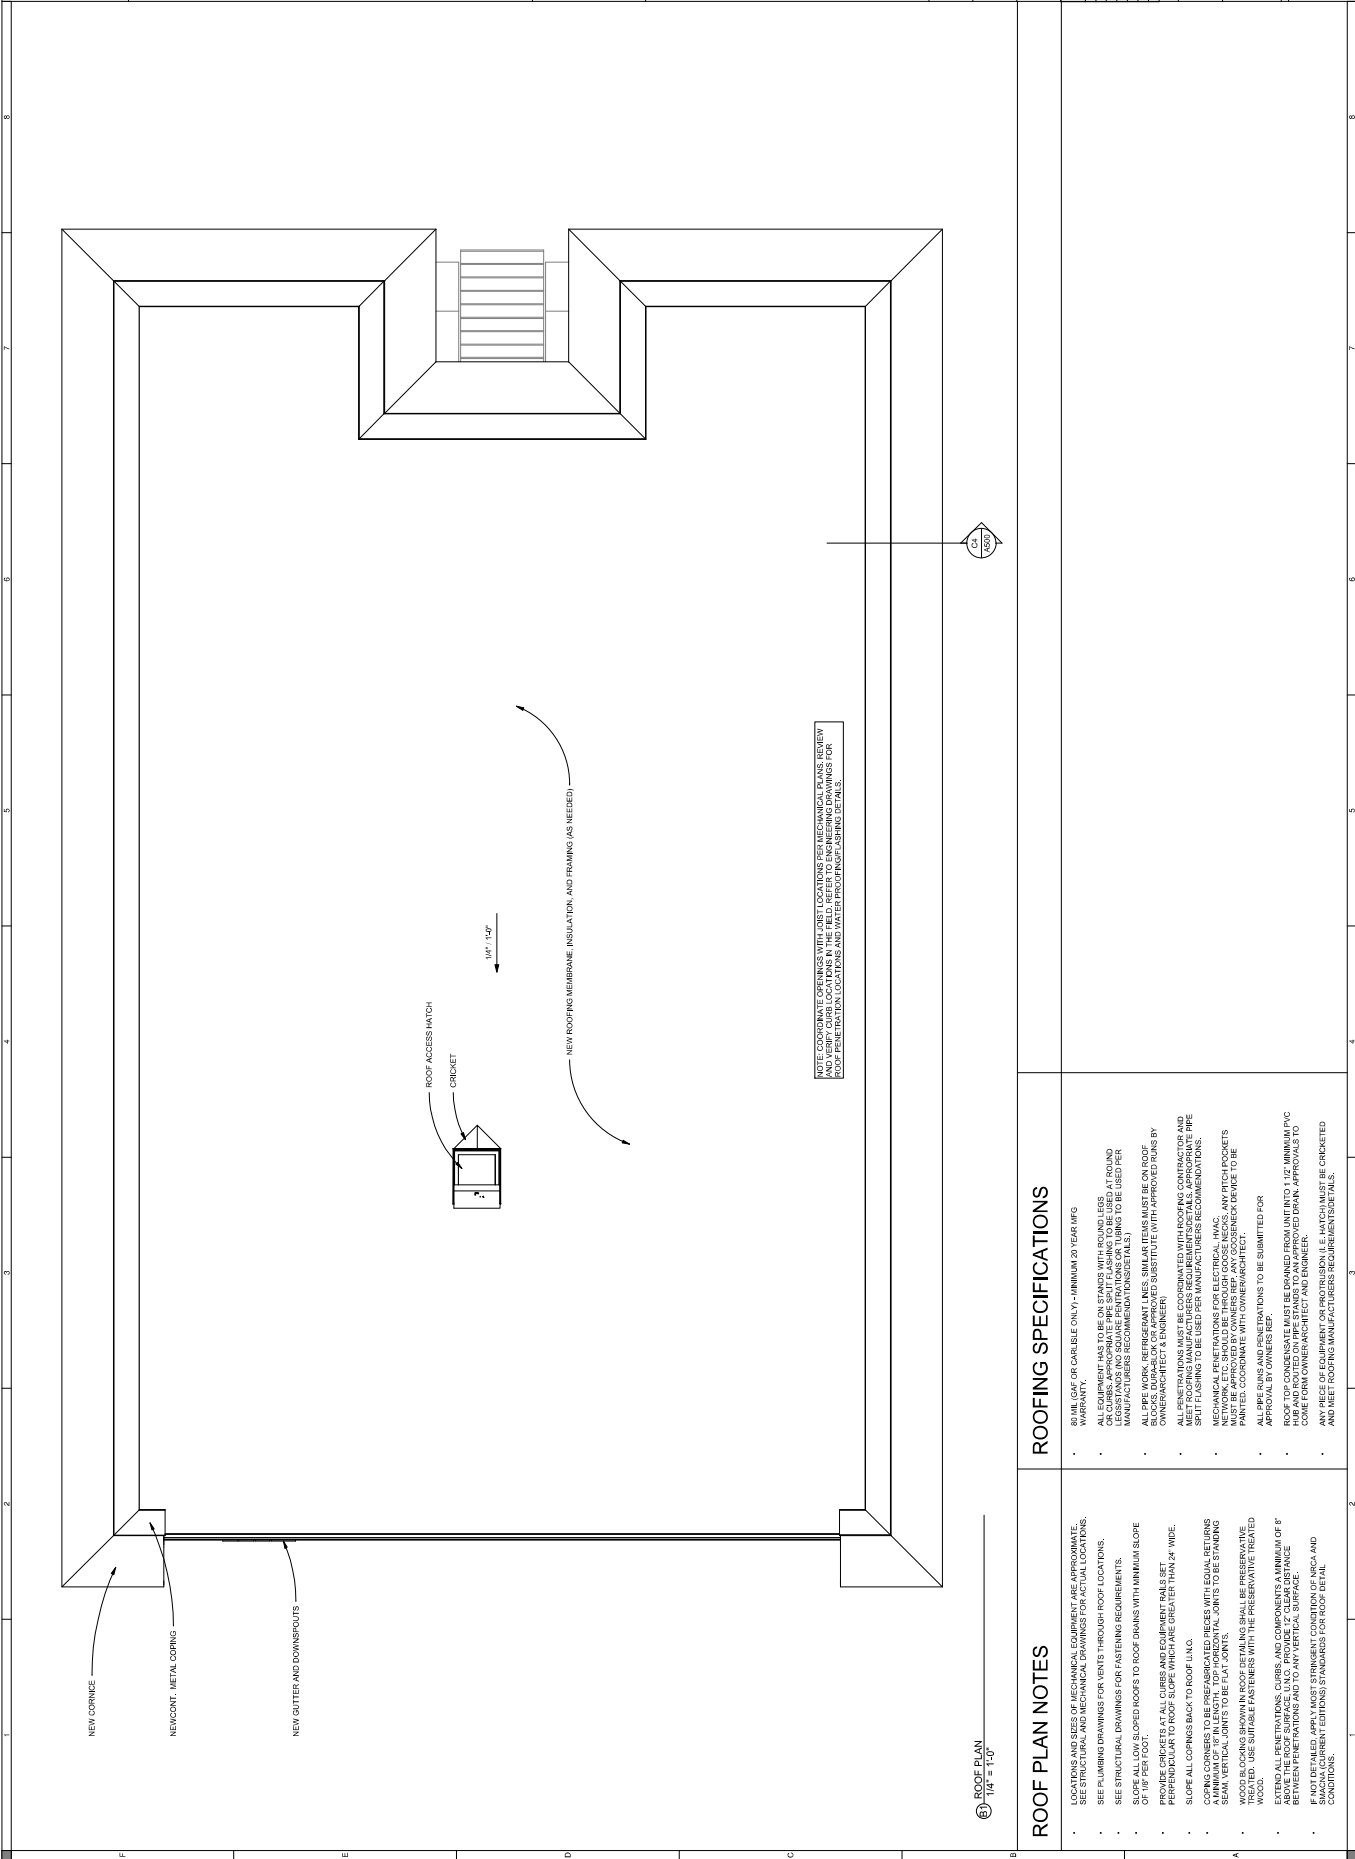 NEW CORNICE
NEWCONT. METAL COPING
NEW GUTTER AND DOWNSPOUTS
ROOF ACCESS HATCH
CRICKET
1/4" / 1'-0"
NEW ROOFING MEMBRANE, INSULATION, AND FRAMING (AS NEEDED)
NOTE: COORDINATE OPENINGS WITH JOIST LOCATIONS PER MECHANICAL PLANS. REVIEW
AND VERIFY CURB LOCATIONS IN THE FIELD. REFER TO ENGINEERING DRAWINGS FOR
ROOF PENETRATION LOCATIONS AND WATER PROOFING/FLASHING DETAILS.
C4
A500
B1
ROOF PLAN
1/4" = 1'-0"
ROOF PLAN NOTES
· LOCATIONS AND SIZES OF MECHANICAL EQUIPMENT ARE APPROXIMATE.
SEE STRUCTURAL AND MECHANICAL DRAWINGS FOR ACTUAL LOCATIONS.
· SEE PLUMBING DRAWINGS FOR VENTS THROUGH ROOF LOCATIONS.
· SEE STRUCTURAL DRAWINGS FOR FASTENING REQUIREMENTS.
· SLOPE ALL LOW SLOPED ROOFS TO ROOF DRAINS WITH MINIMUM SLOPE
OF 1/8" PER FOOT.
· PROVIDE CRICKETS AT ALL CURBS AND EQUIPMENT RAILS SET
PERPENDICULAR TO ROOF SLOPE WHICH ARE GREATER THAN 24" WIDE.
· SLOPE ALL COPINGS BACK TO ROOF U.N.O.
· COPING CORNERS TO BE PREFABRICATED PIECES WITH EQUAL RETURNS
A MINIMUM OF 18" IN LENGTH. TOP HORIZONTAL JOINTS TO BE STANDING
SEAM, VERTICAL JOINTS TO BE FLAT JOINTS.
· WOOD BLOCKING SHOWN IN ROOF DETAILING SHALL BE PRESERVATIVE
TREATED. USE SUITABLE FASTENERS WITH THE PRESERVATIVE TREATED
WOOD.
· EXTEND ALL PENETRATIONS, CURBS, AND COMPONENTS A MINIMUM OF 8"
ABOVE THE ROOF SURFACE, U.N.O. PROVIDE 12" CLEAR DISTANCE
BETWEEN PENETRATIONS AND TO ANY VERTICAL SURFACE.
· IF NOT DETAILED, APPLY MOST STRINGENT CONDITION OF NRCA AND
SMACNA (CURRENT EDITIONS) STANDARDS FOR ROOF DETAIL
CONDITIONS.
ROOFING SPECIFICATIONS
· 80 MIL (GAF OR CARLISLE ONLY) - MINIMUM 20 YEAR MFG
WARRANTY.
· ALL EQUIPMENT HAS TO BE ON STANDS WITH ROUND LEGS
OR CURBS. APPROPRIATE PIPE SPLIT FLASHING TO BE USED AT ROUND
LEGS/STANDS (NO SQUARE PENTRATIONS OR TUBING TO BE USED PER
MANUFACTURERS RECOMMENDATIONS/DETAILS.)
· ALL PIPE WORK, REFRIGERANT LINES, SIMILAR ITEMS MUST BE ON ROOF
BLOCKS, DURA-BLOK OR APPROVED SUBSTITUTE (WITH APPROVED RUNS BY
OWNER/ARCHITECT & ENGINEER)
· ALL PENETRATIONS MUST BE COORDINATED WITH ROOFING CONTRACTOR AND
MEET ROOFING MANUFACTURERS REQUIREMENTS/DETAILS. APPROPRIATE PIPE
SPLIT FLASHING TO BE USED PER MANUFACTURERS RECOMMENDATIONS.
· MECHANICAL PENETRATIONS FOR ELECTRICAL, HVAC,
NETWORK, ETC. SHOULD BE THROUGH GOOSE NECKS. ANY PITCH POCKETS
MUST BE APPROVED BY OWNERS REP. ANY GOOSENECK DEVICE TO BE
PAINTED. COORDINATE WITH OWNER/ARCHITECT.
· ALL PIPE RUNS AND PENETRATIONS TO BE SUBMITTED FOR
APPROVAL BY OWNERS REP.
· ROOF TOP CONDENSATE MUST BE DRAINED FROM UNIT INTO 1 1/2" MINIMUM PVC
HUB AND ROUTED ON PIPE STANDS TO AN APPROVED DRAIN. APPROVALS TO
COME FORM OWNER/ARCHITECT AND ENGINEER.
· ANY PIECE OF EQUIPMENT OR PROTRUSION (I. E. HATCH) MUST BE CRICKETED
AND MEET ROOFING MANUFACTURERS REQUIREMENTS/DETAILS.
1 2 3 4 5 6 7 8
1 2 3 4 5 6 7 8
F
E
D
C
B
A